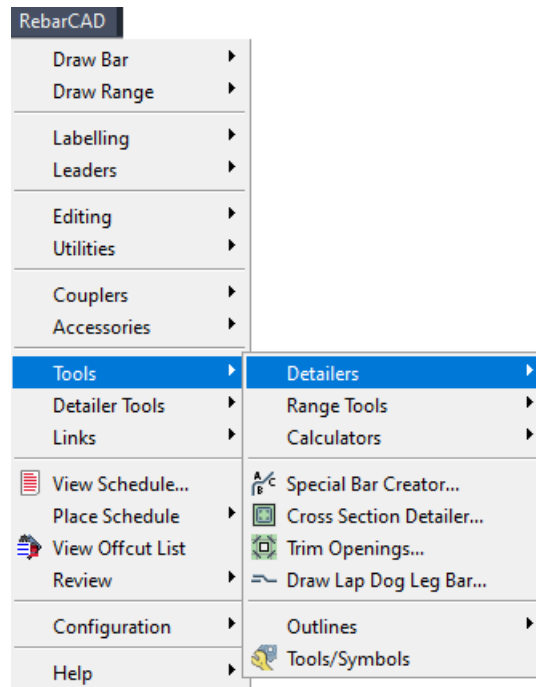 RebarCAD
Draw Bar
Draw Range
Labelling
Leaders
Editing
Utilities
Couplers
Accessories
Tools
Detailer Tools
Links
View Schedule...
Place Schedule
View Offcut List
Review
Configuration
Help
Detailers
Range Tools
Calculators
A C B
Special Bar Creator...
Cross Section Detailer...
Trim Openings...
Draw Lap Dog Leg Bar...
Outlines
Tools/Symbols